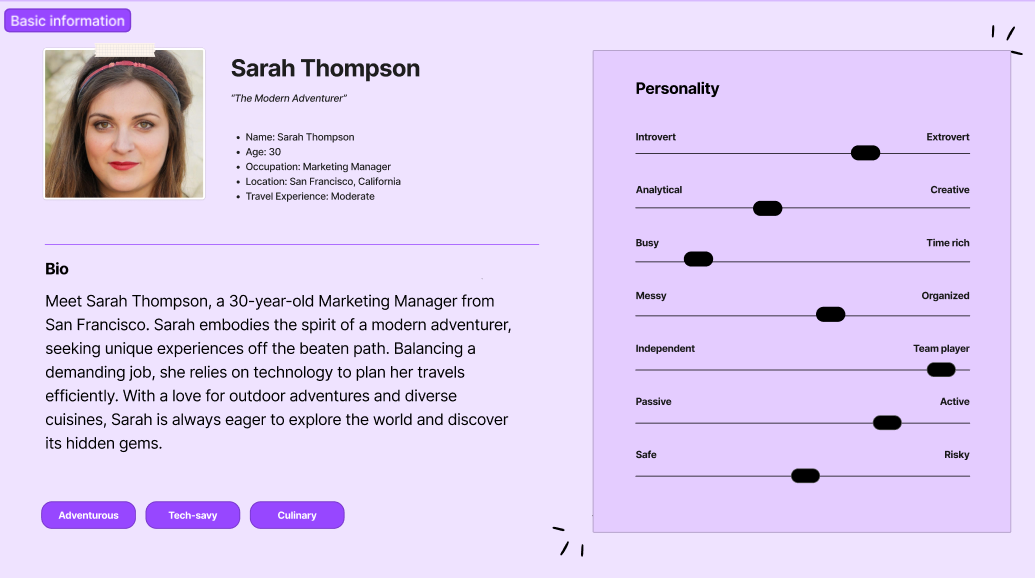 Basic information
Sarah Thompson
"The Modern Adventurer"
• Name: Sarah Thompson
• Age: 30
• Occupation: Marketing Manager
• Location: San Francisco, California
• Travel Experience: Moderate
Bio
Meet Sarah Thompson, a 30-year-old Marketing Manager from
San Francisco. Sarah embodies the spirit of a modern adventurer,
seeking unique experiences off the beaten path. Balancing a
demanding job, she relies on technology to plan her travels
efficiently. With a love for outdoor adventures and diverse
cuisines, Sarah is always eager to explore the world and discover
its hidden gems.
Adventurous Tech-savy Culinary
Personality
Introvert Extrovert
Analytical Creative
Busy Time rich
Messy Organized
Independent Team player
Passive Active
Safe Risky